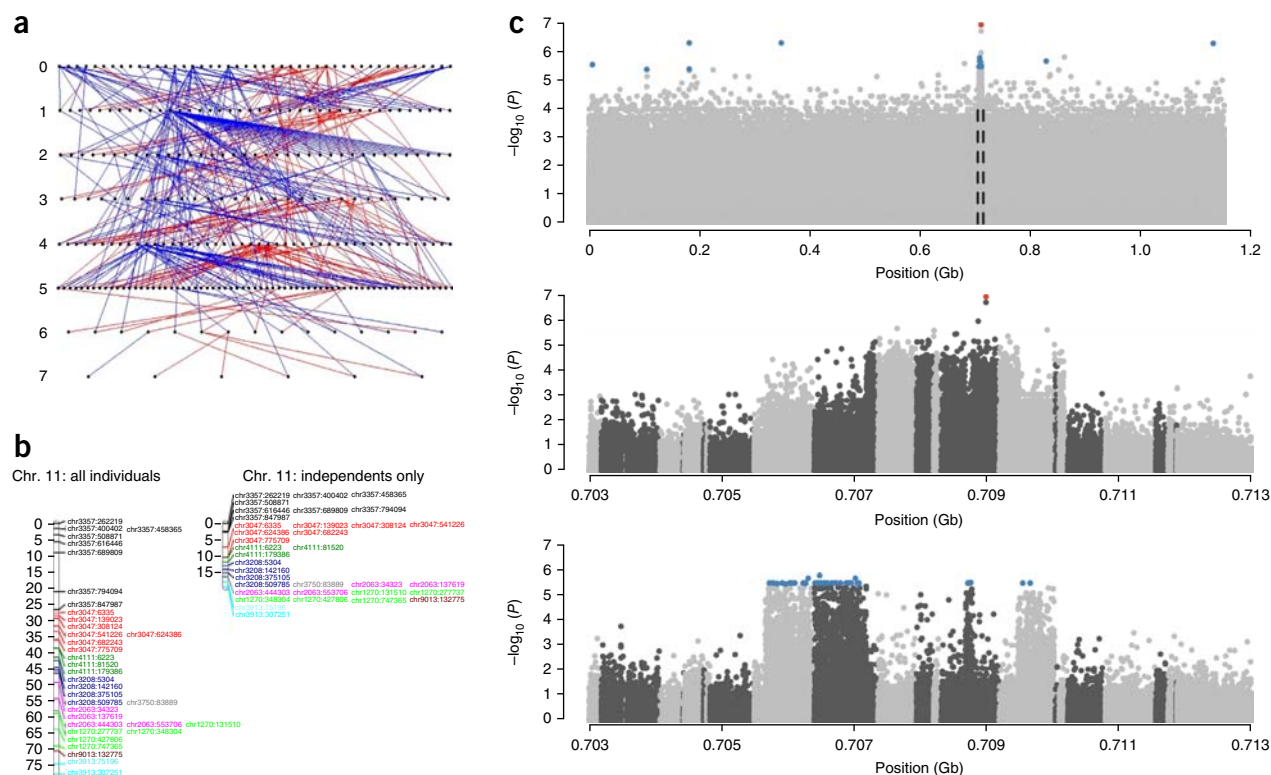 a
0
1
2
3
4
5
6
7
b
Chr. 11: all individuals
0
5
10
15
20
25
30
35
40
45
50
55
60
65
70
75
chr3357:262219
chr3357:400402 chr3357:458365
chr3357:508871
chr3357:616446
chr3357:689809
chr3357:794094
chr3357:847987
chr3047:6335
chr3047:139023
chr3047:308124
chr3047:541226 chr3047:624386
chr3047:682243
chr3047:775709
chr4111:6223
chr4111:81520
chr4111:179386
chr3208:5304
chr3208:142160
chr3208:375105
chr3208:509785 chr3750:83889
chr2063:34323
chr2063:137619
chr2063:444303 chr2063:553706 chr1270:131510
chr1270:277737 chr1270:348304
chr1270:427806
chr1270:747365
chr9013:132775
chr3913:75196
chr3913:307251
Chr. 11: independents only
0
5
10
15
chr3357:262219 chr3357:400402 chr3357:458365
chr3357:508871
chr3357:616446 chr3357:689809 chr3357:794094
chr3357:847987
chr3047:6335 chr3047:139023 chr3047:308124 chr3047:541226
chr3047:624386 chr3047:682243
chr3047:775709
chr4111:6223 chr4111:81520
chr4111:179386
chr3208:5304
chr3208:142160
chr3208:375105
chr3208:509785 chr3750:83889 chr2063:34323 chr2063:137619
chr2063:444303 chr2063:553706 chr1270:131510 chr1270:277737
chr1270:348304 chr1270:427806 chr1270:747365 chr9013:132775
chr3913:75196
chr3913:307251
c
7
6
5
4
3
2
1
0
–log10 (P)
0 0.2 0.4 0.6 0.8 1.0 1.2
Position (Gb)
7
6
5
4
3
2
1
0
–log10 (P)
0.703 0.705 0.707 0.709 0.711 0.713
Position (Gb)
7
6
5
4
3
2
1
0
–log10 (P)
0.703 0.705 0.707 0.709 0.711 0.713
Position (Gb)